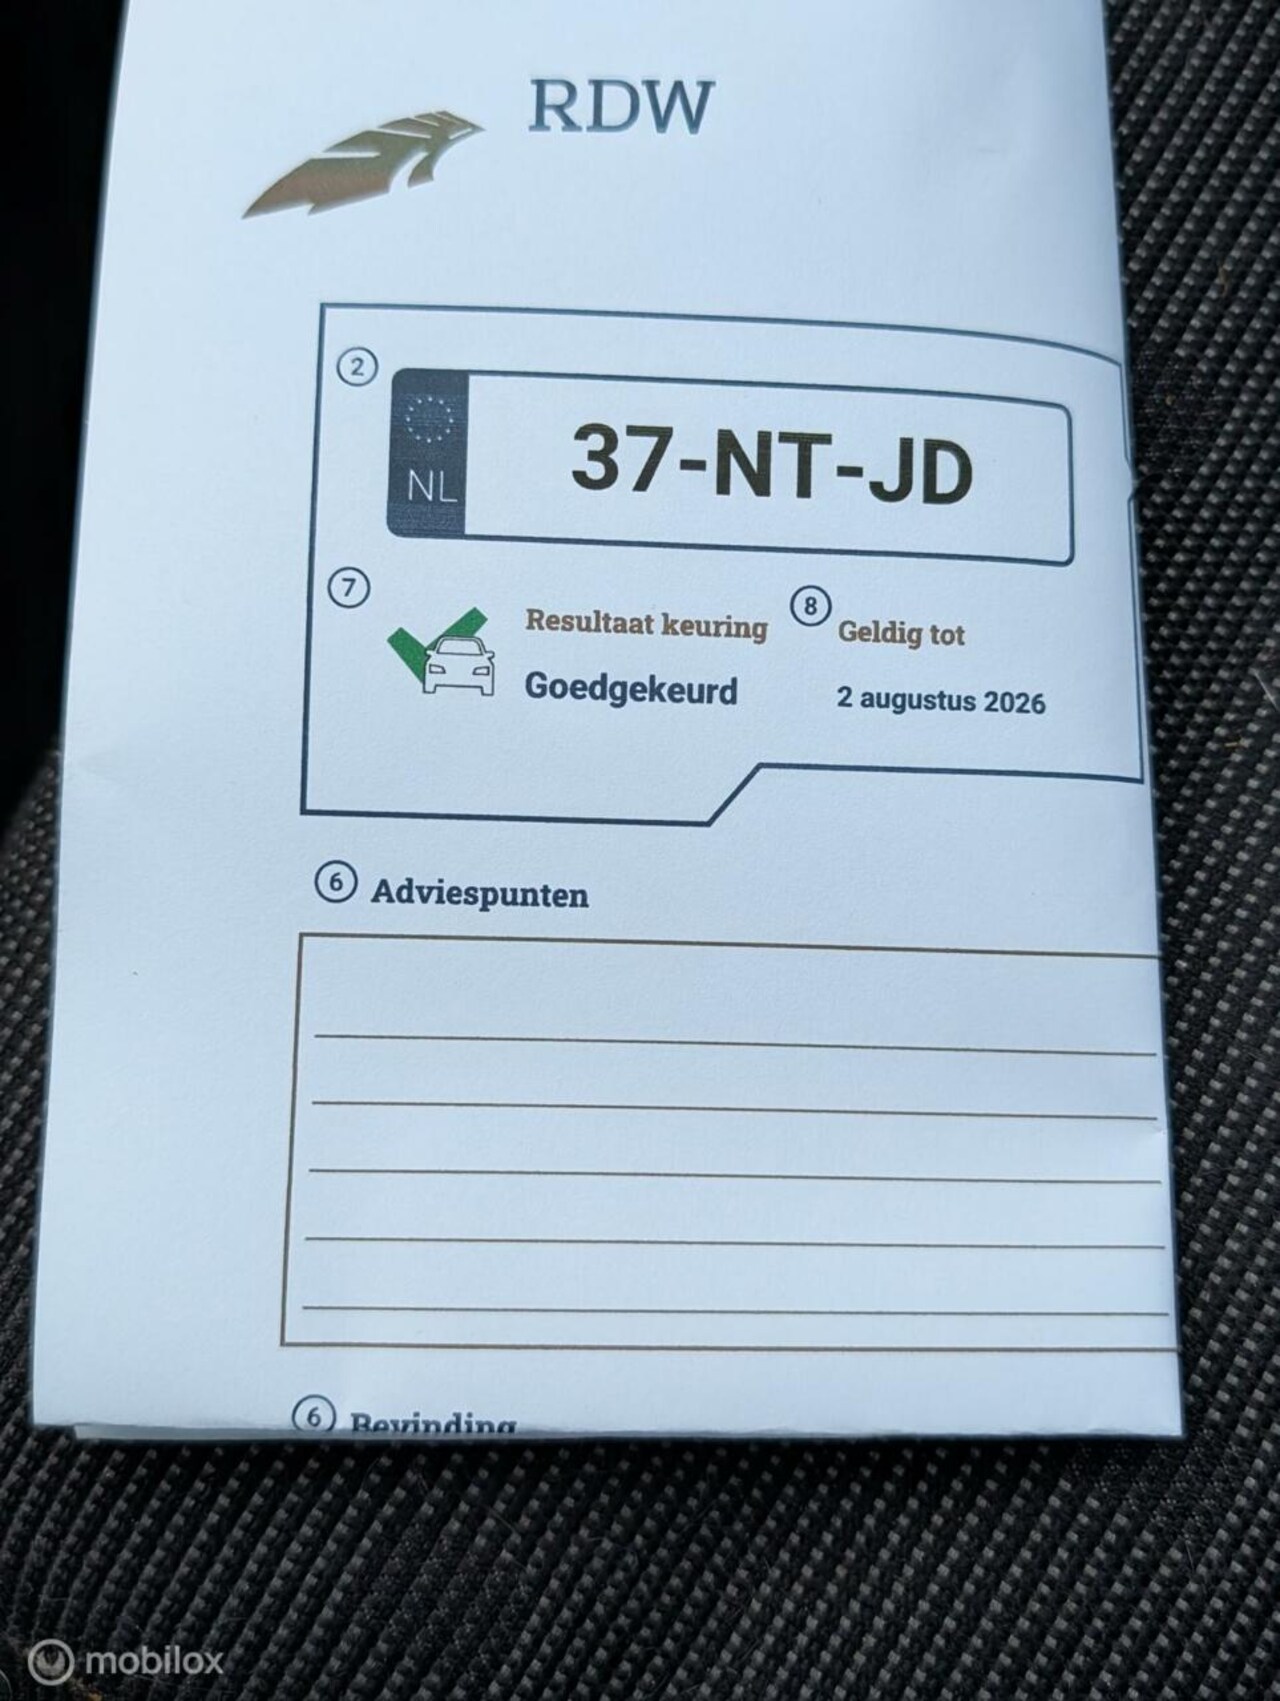 RDW
2
NL
37-NT-JD
7
Resultaat keuring
8
Geldig tot
Goedgekeurd
2 augustus 2026
6 Adviespunten
6 Bevinding
mobilox